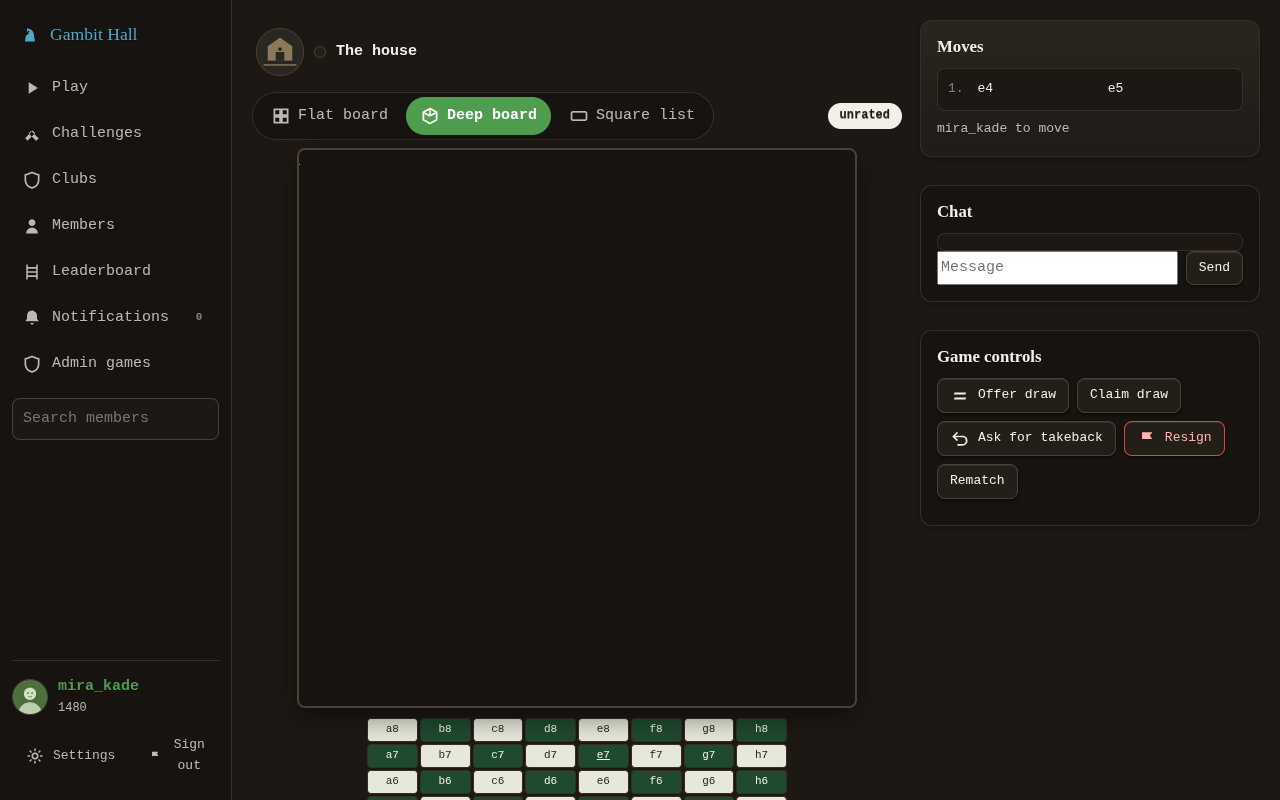 Gambit Hall
Play
Challenges
Clubs
Members
Leaderboard
Notifications 0
Admin games
Search members
mira_kade
1480
Settings
Sign out
The house
Flat board
Deep board
Square list
unrated
a8 b8 c8 d8 e8 f8 g8 h8
a7 b7 c7 d7 e7 f7 g7 h7
a6 b6 c6 d6 e6 f6 g6 h6
Moves
1. e4 e5
mira_kade to move
Chat
Message
Send
Game controls
Offer draw
Claim draw
Ask for takeback
Resign
Rematch